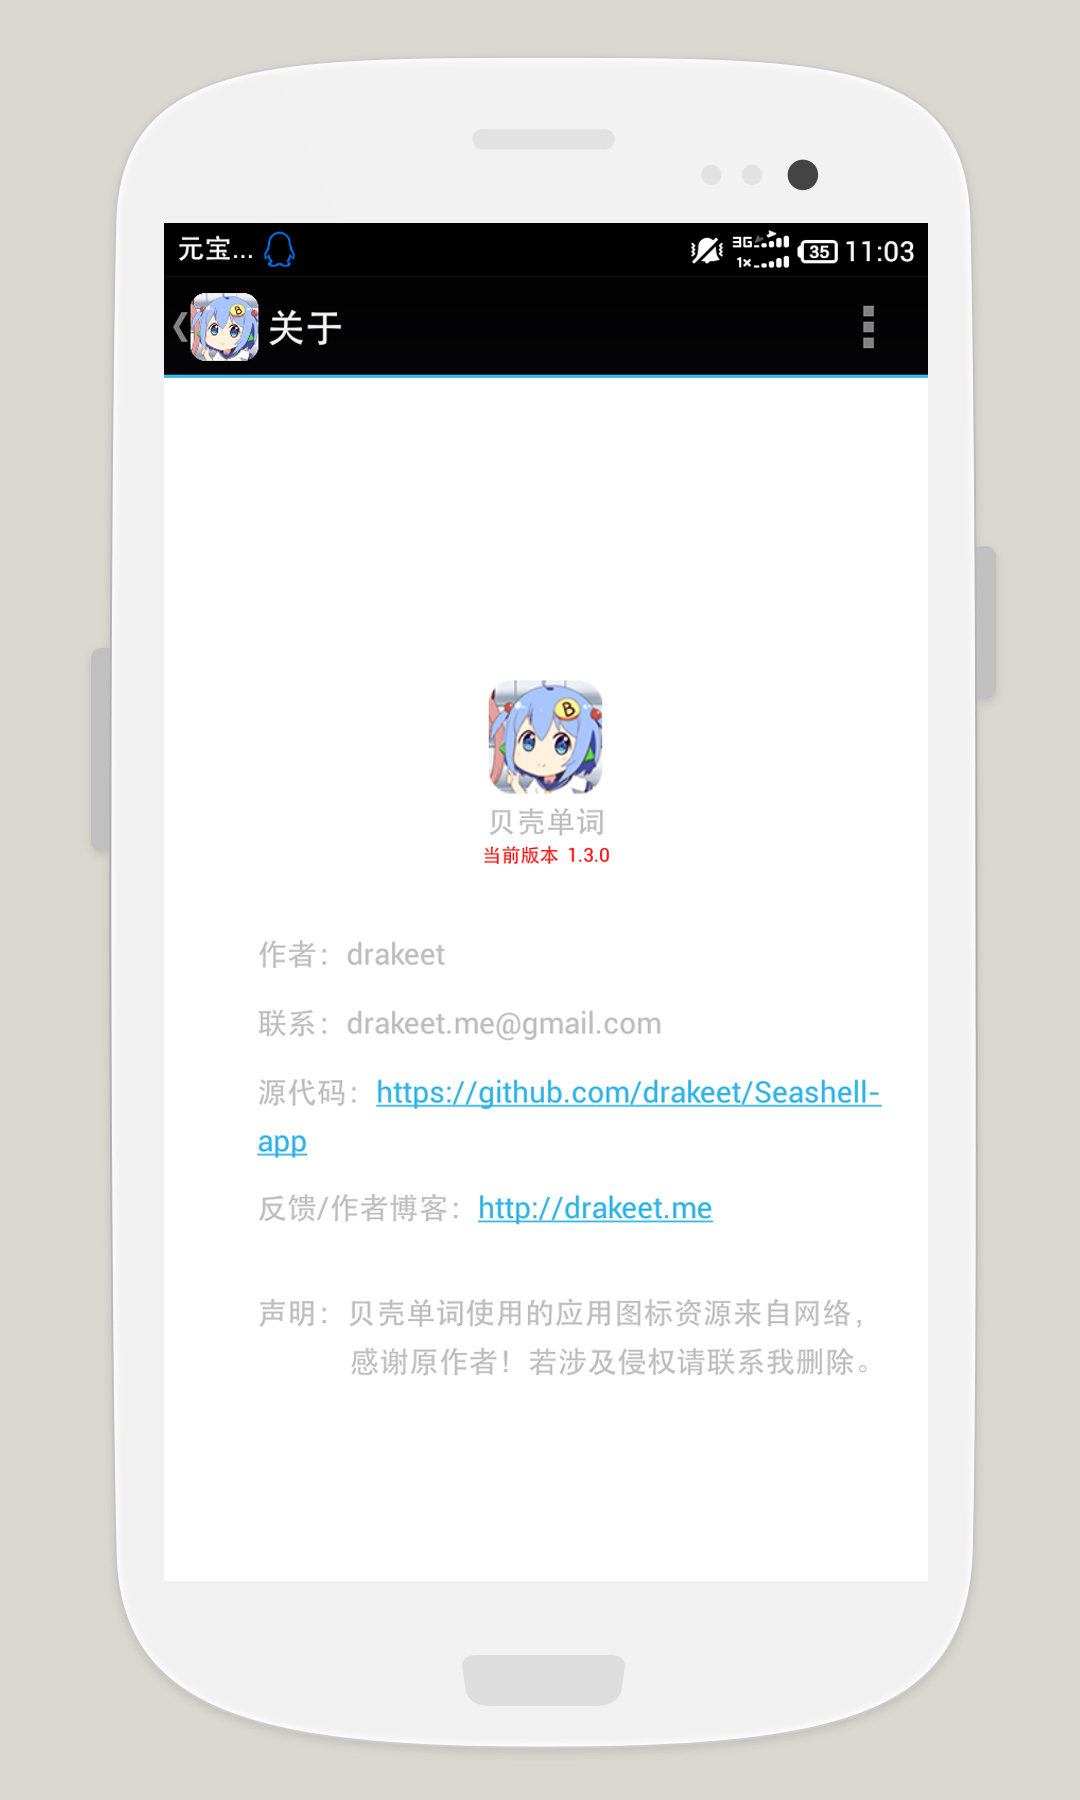 元宝... 3G 1× 35 11:03
关于
B
B
贝壳单词
当前版本 1.3.0
作者：drakeet
联系：drakeet.me@gmail.com
源代码：https://github.com/drakeet/Seashell-
app
反馈/作者博客：http://drakeet.me
声明：贝壳单词使用的应用图标资源来自网络，
感谢原作者！若涉及侵权请联系我删除。